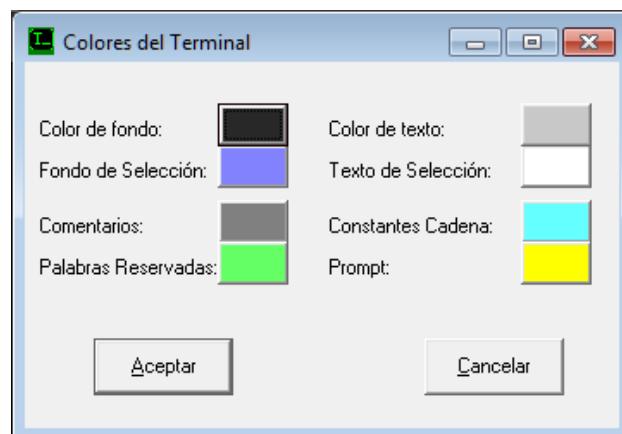 Colores del Terminal
Color de fondo: Color de texto:
Fondo de Selección: Texto de Selección:
Comentarios: Constantes Cadena:
Palabras Reservadas: Prompt:
Aceptar Cancelar